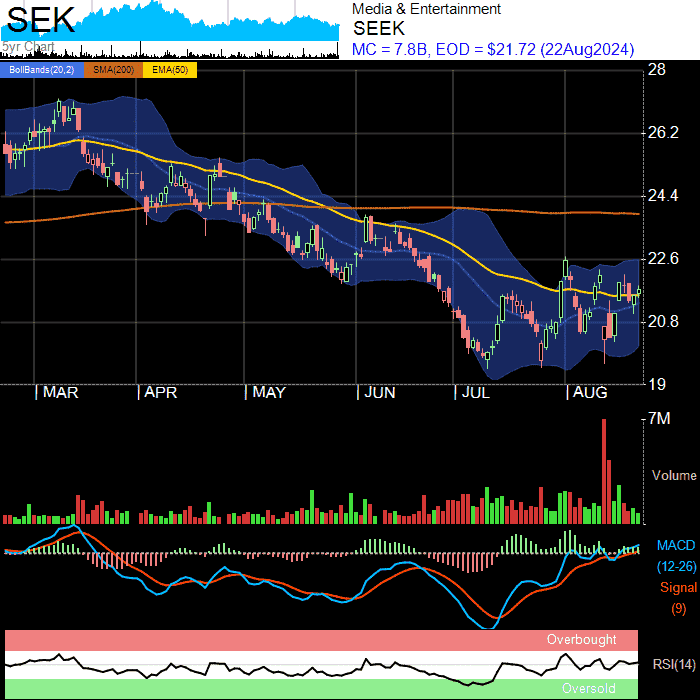 SEK
5yr Chart
Media & Entertainment
SEEK
MC = 7.8B, EOD = $21.72 (22Aug2024)
BollBands(20,2) SMA(200) EMA(50)
28
26.2
24.4
22.6
20.8
19
MAR APR MAY JUN JUL AUG
7M
Volume
MACD
(12-26)
Signal
(9)
Overbought
RSI(14)
Oversold